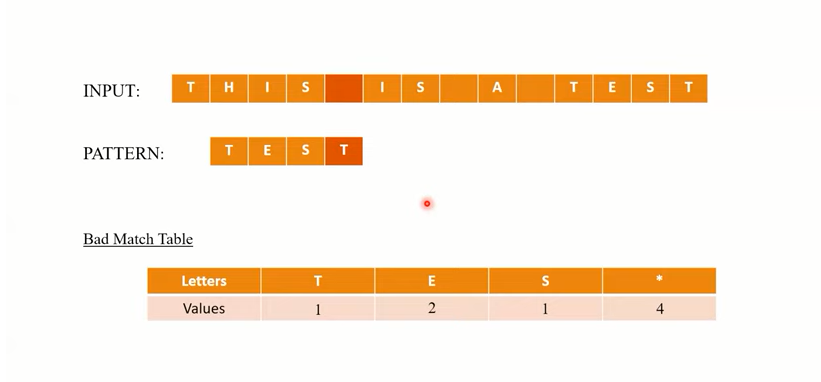 INPUT: T H I S I S A T E S T
PATTERN: T E S T
Bad Match Table
Letters T E S *
Values 1 2 1 4